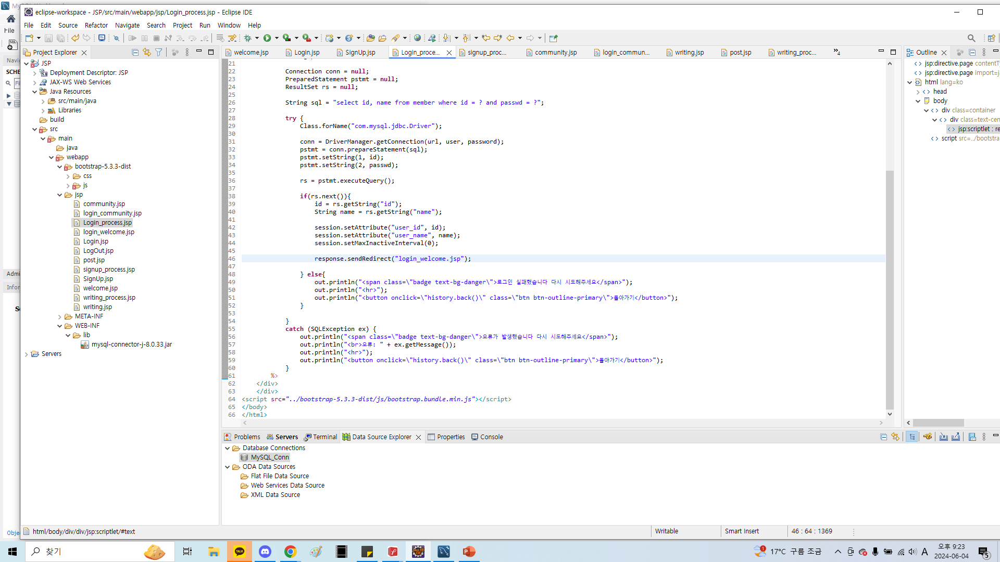 eclipse-workspace - JSP/src/main/webapp/jsp/Login_process.jsp - Eclipse IDE
File Edit Source Refactor Navigate Search Project Run Window Help
File
Project Explorer
welcome.jsp Login.jsp SignUp.jsp Login_proce... signup_proc... community.jsp login_commun... writing.jsp post.jsp writing_proc... 4
Outline
Navi
SCHE
Fil
Admi
Infor
Obje
JSP
Deployment Descriptor: JSP
JAX-WS Web Services
Java Resources
src/main/java
Libraries
build
src
main
java
webapp
bootstrap-5.3.3-dist
css
js
jsp
community.jsp
login_community.jsp
Login_process.jsp
login_welcome.jsp
Login.jsp
LogOut.jsp
post.jsp
signup_process.jsp
SignUp.jsp
welcome.jsp
writing_process.jsp
writing.jsp
META-INF
WEB-INF
lib
mysql-connector-j-8.0.33.jar
Servers
21
22 Connection conn = null;
23 PreparedStatement pstmt = null;
24 ResultSet rs = null;
25
26 String sql = "select id, name from member where id = ? and passwd = ?";
27
28 try {
29 Class.forName("com.mysql.jdbc.Driver");
30
31 conn = DriverManager.getConnection(url, user, password);
32 pstmt = conn.prepareStatement(sql);
33 pstmt.setString(1, id);
34 pstmt.setString(2, passwd);
35
36 rs = pstmt.executeQuery();
37
38 if(rs.next()){
39 id = rs.getString("id");
40 String name = rs.getString("name");
41
42 session.setAttribute("user_id", id);
43 session.setAttribute("user_name", name);
44 session.setMaxInactiveInterval(0);
45
46 response.sendRedirect("login_welcome.jsp");
47
48 } else{
49 out.println("<span class=\"badge text-bg-danger\">로그인 실패했습니다 다시 시도해주세요</span>");
50 out.println("<hr>");
51 out.println("<button onclick=\"history.back()\" class=\"btn btn-outline-primary\">돌아가기</button>");
52 }
53
54 }
55 catch (SQLException ex) {
56 out.println("<span class=\"badge text-bg-danger\">오류가 발생했습니다 다시 시도해주세요</span>");
57 out.println("<br>오류: " + ex.getMessage());
58 out.println("<hr>");
59 out.println("<button onclick=\"history.back()\" class=\"btn btn-outline-primary\">돌아가기</button>");
60 }
61 %>
62 </div>
63 </div>
64 <script src="../bootstrap-5.3.3-dist/js/bootstrap.bundle.min.js"></script>
65 </body>
66 </html>
jsp:directive.page contentT
jsp:directive.page import=j
html lang=ko
head
body
div class=container
div class=text-cen
jsp:scriptlet : re
script src=../bootstra
Problems Servers Terminal Data Source Explorer Properties Console
Database Connections
MySQL_Conn
ODA Data Sources
Flat File Data Source
Web Services Data Source
XML Data Source
html/body/div/div/jsp:scriptlet/#text
Writable Smart Insert 46 : 64 : 1369
찾기
TALK
1 17°C 구름 조금
A
오후 9:23
2024-06-04
5